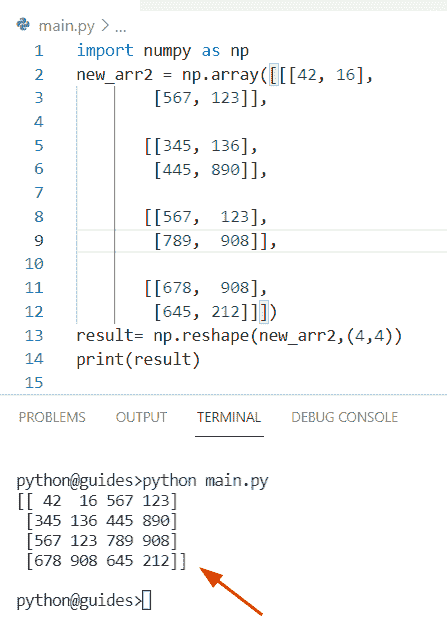 main.py > ...
1 import numpy as np
2 new_arr2 = np.array([[[42, 16],
3 [567, 123]],
4
5 [[345, 136],
6 [445, 890]],
7
8 [[567,  123],
9 [789,  908]],
10
11 [[678,  908],
12 [645, 212]]])
13 result= np.reshape(new_arr2,(4,4))
14 print(result)
15
PROBLEMS OUTPUT TERMINAL DEBUG CONSOLE
python@guides>python main.py
[[ 42  16 567 123]
 [345 136 445 890]
 [567 123 789 908]
 [678 908 645 212]]
python@guides>